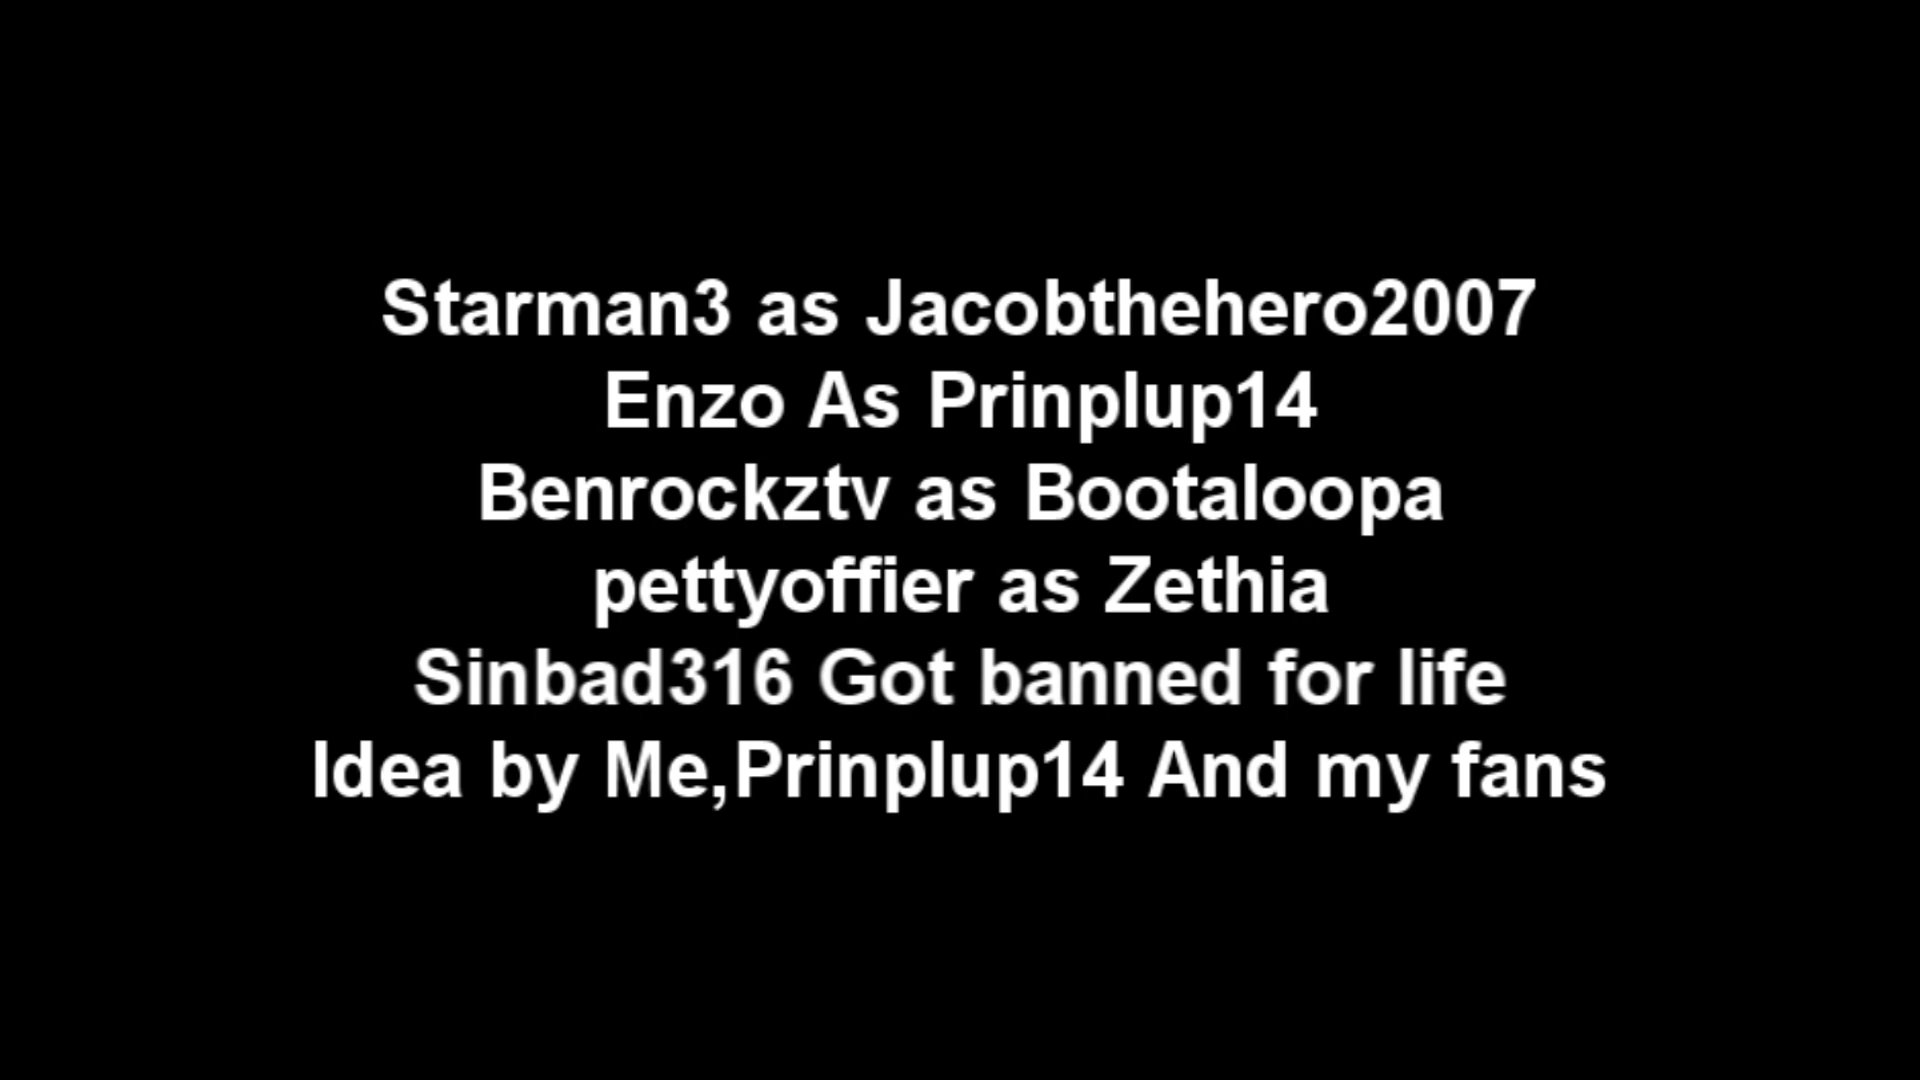 Starman3 as Jacobthehero2007
Enzo As Prinplup14
Benrockztv as Bootaloopa
pettyoffier as Zethia
Sinbad316 Got banned for life
Idea by Me,Prinplup14 And my fans